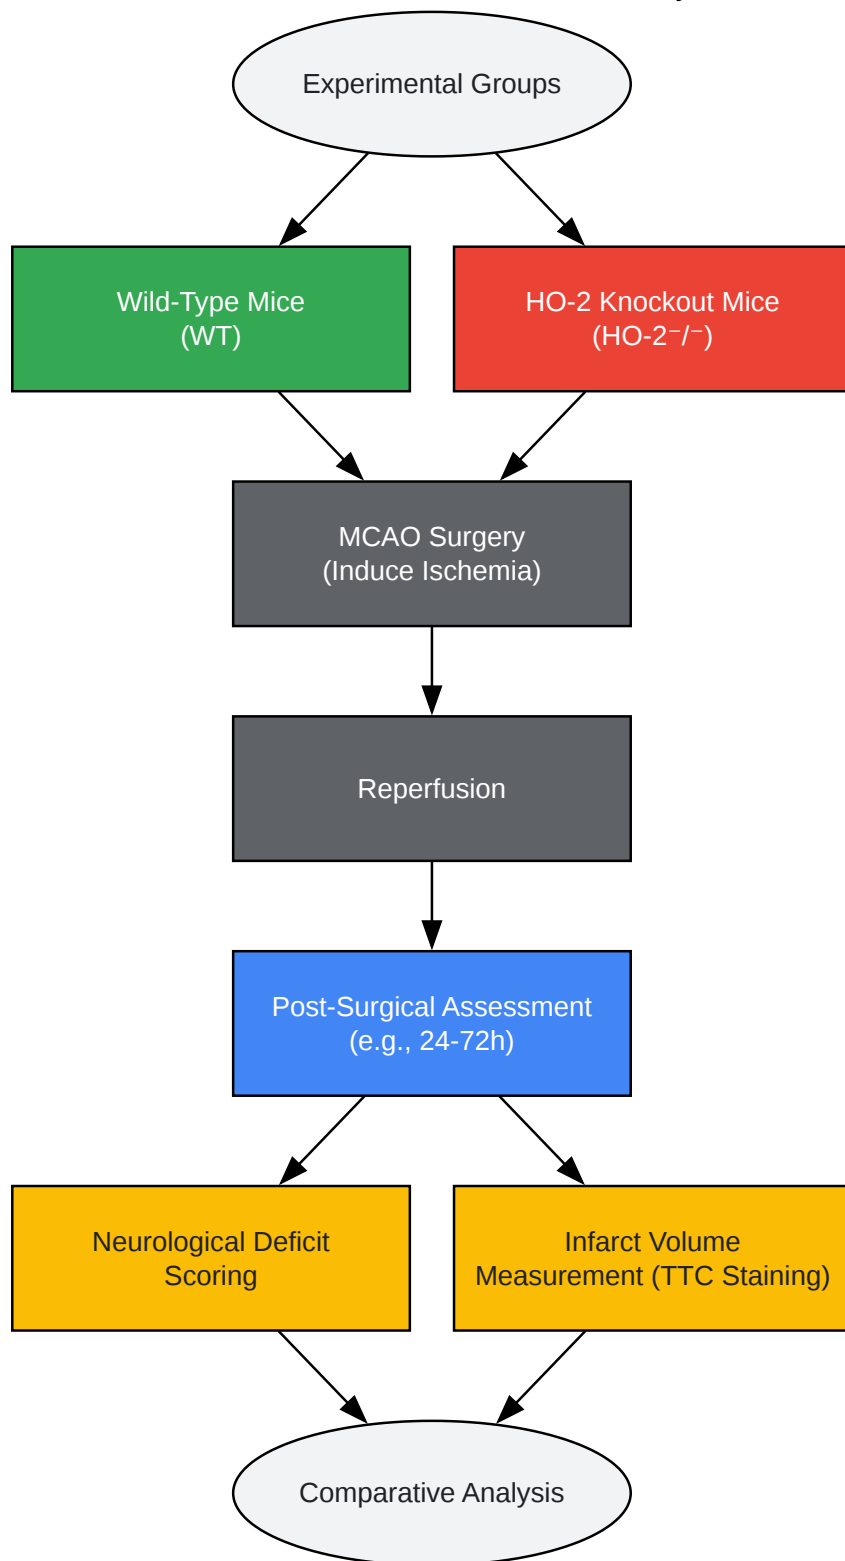 Experimental Groups
Wild-Type Mice
(WT)
HO-2 Knockout Mice
(HO-2⁻/⁻)
MCAO Surgery
(Induce Ischemia)
Reperfusion
Post-Surgical Assessment
(e.g., 24-72h)
Neurological Deficit
Scoring
Infarct Volume
Measurement (TTC Staining)
Comparative Analysis